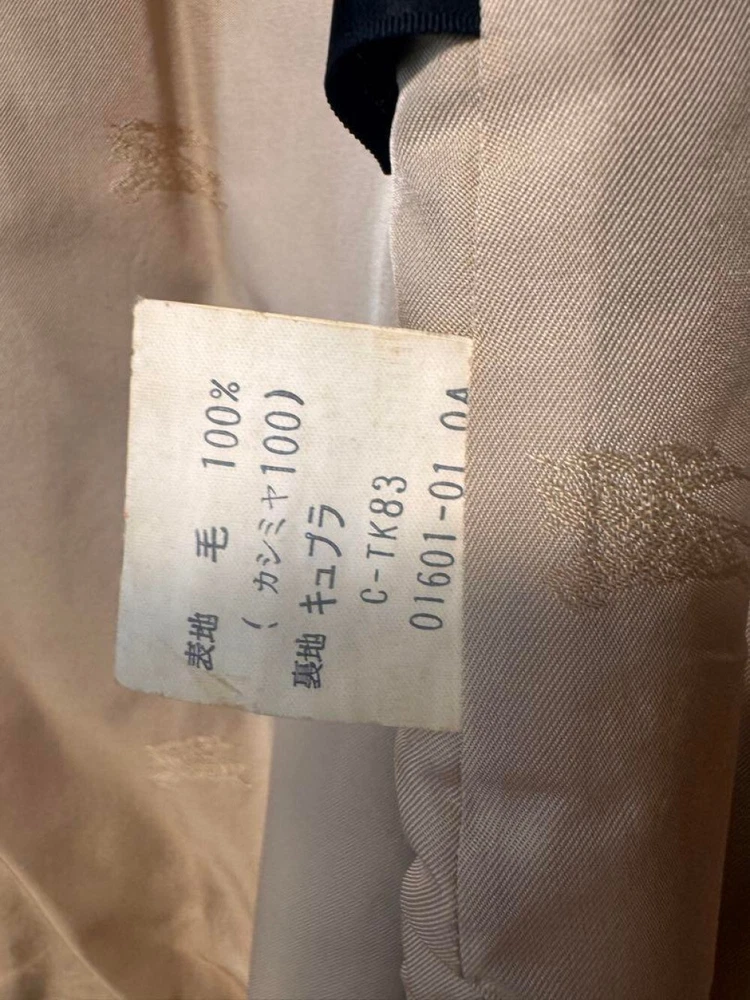 表地 毛 100%
( カシミヤ100)
裏地 キュプラ
C-TK83
01601-01 0A